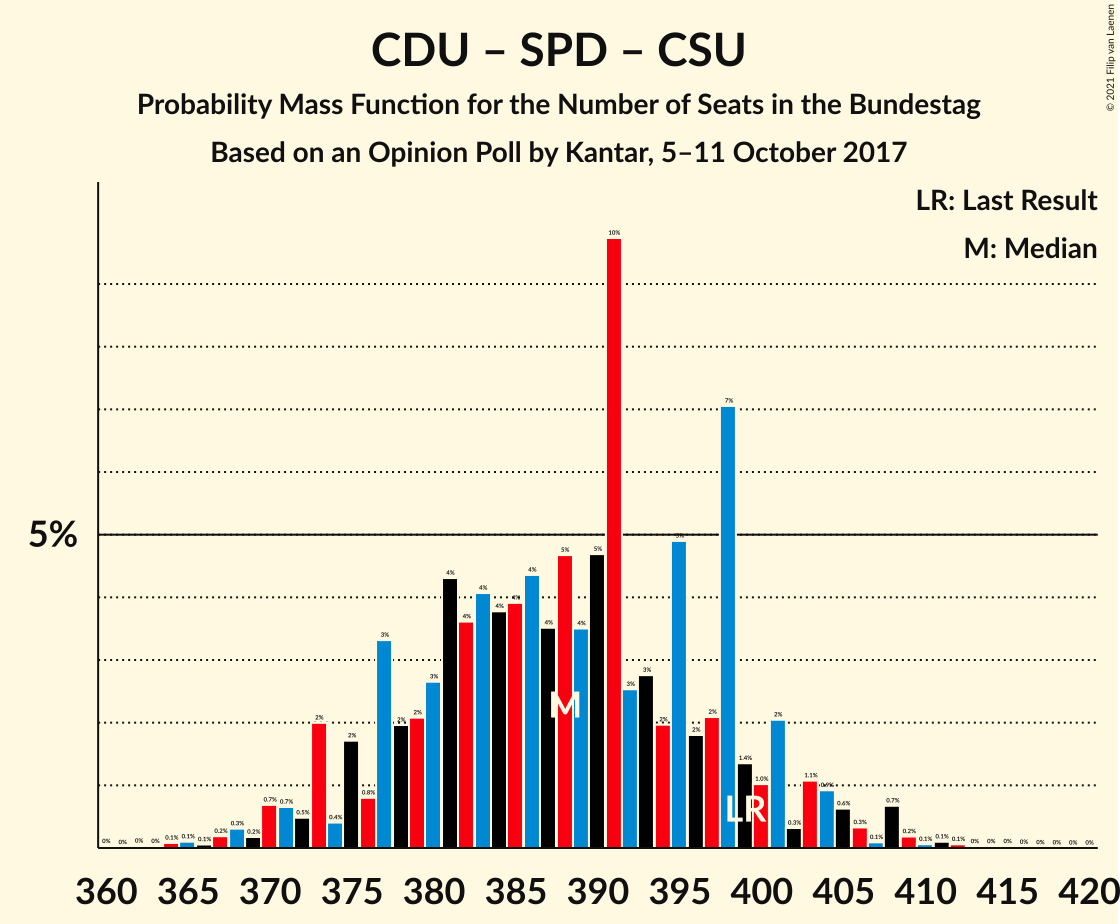 CDU – SPD – CSU
Probability Mass Function for the Number of Seats in the Bundestag
Based on an Opinion Poll by Kantar, 5–11 October 2017
© 2021 Filip van Laenen
LR: Last Result
M: Median
5%
0% 0% 0% 0% 0.1% 0.1% 0.1% 0.2% 0.3% 0.2% 0.7% 0.7% 0.5% 2% 0.4% 2% 0.8% 3% 2% 2% 3% 4% 4% 4% 4% 4% 4% 4% 5% 4% 5% 10% 3% 3% 2% 5% 2% 2% 7% 1.4% 1.0% 2% 0.3% 1.1% 0.9% 0.6% 0.3% 0.1% 0.7% 0.2% 0.1% 0.1% 0.1% 0% 0% 0% 0% 0% 0% 0% 0%
M
LR
360 365 370 375 380 385 390 395 400 405 410 415 420